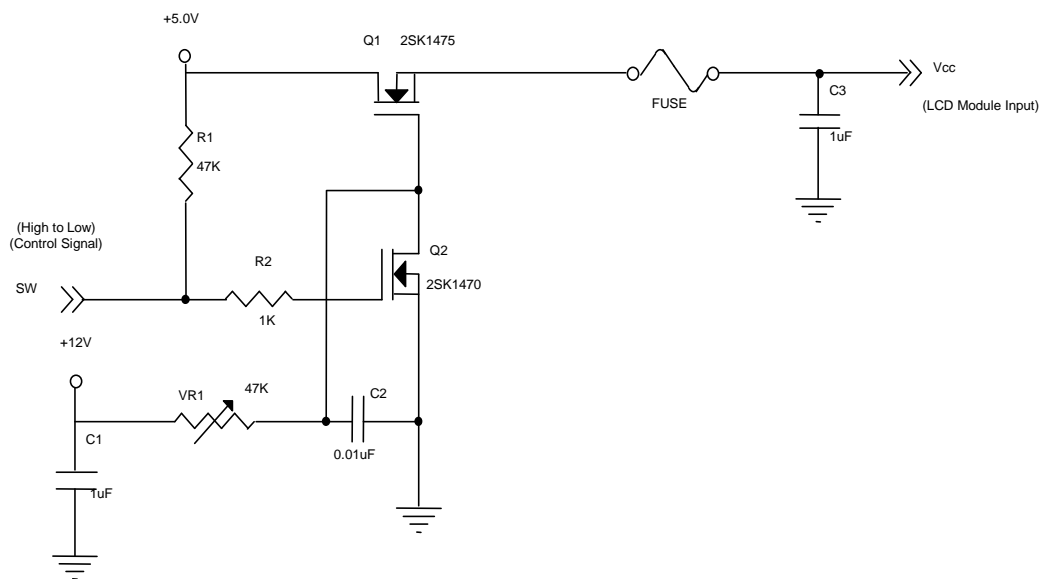 +5.0V
Q1 2SK1475
Vcc
FUSE
C3
(LCD Module Input)
1uF
R1
47K
(High to Low)
(Control Signal)
Q2
R2
SW
2SK1470
1K
+12V
VR1
47K
C2
C1
0.01uF
1uF